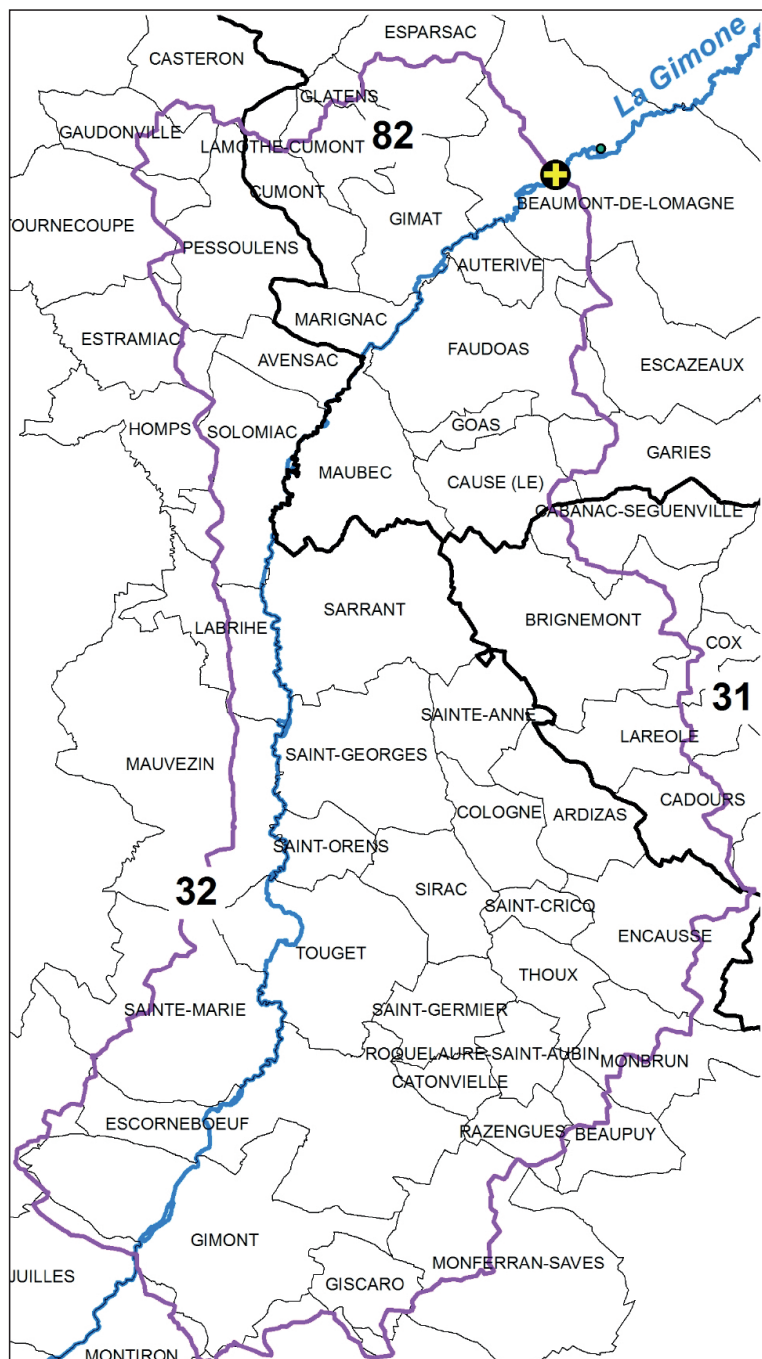 ESPARSAC
CASTERON
La Gimone
GLATENS
GAUDONVILLE
82
LAMOTHE-CUMONT
CUMONT
BEAUMONT-DE-LOMAGNE
GIMAT
TOURNECOUPE
PESSOULENS
AUTERIVE
MARIGNAC
ESTRAMIAC
FAUDOAS
AVENSAC
ESCAZEAUX
GOAS
HOMPS
SOLOMIAC
GARIES
MAUBEC
CAUSE (LE)
CABANAC-SEGUENVILLE
SARRANT
BRIGNEMONT
LABRIHE
COX
31
SAINTE-ANNE
LAREOLE
SAINT-GEORGES
MAUVEZIN
CADOURS
COLOGNE
ARDIZAS
SAINT-ORENS
32
SIRAC
SAINT-CRICQ
ENCAUSSE
TOUGET
THOUX
SAINTE-MARIE
SAINT-GERMIER
ROQUELAURE-SAINT-AUBIN
MONBRUN
CATONVIELLE
ESCORNEBOEUF
RAZENGUES
BEAUPUY
GIMONT
MONFERRAN-SAVES
JUILLES
GISCARO
MONTIRON